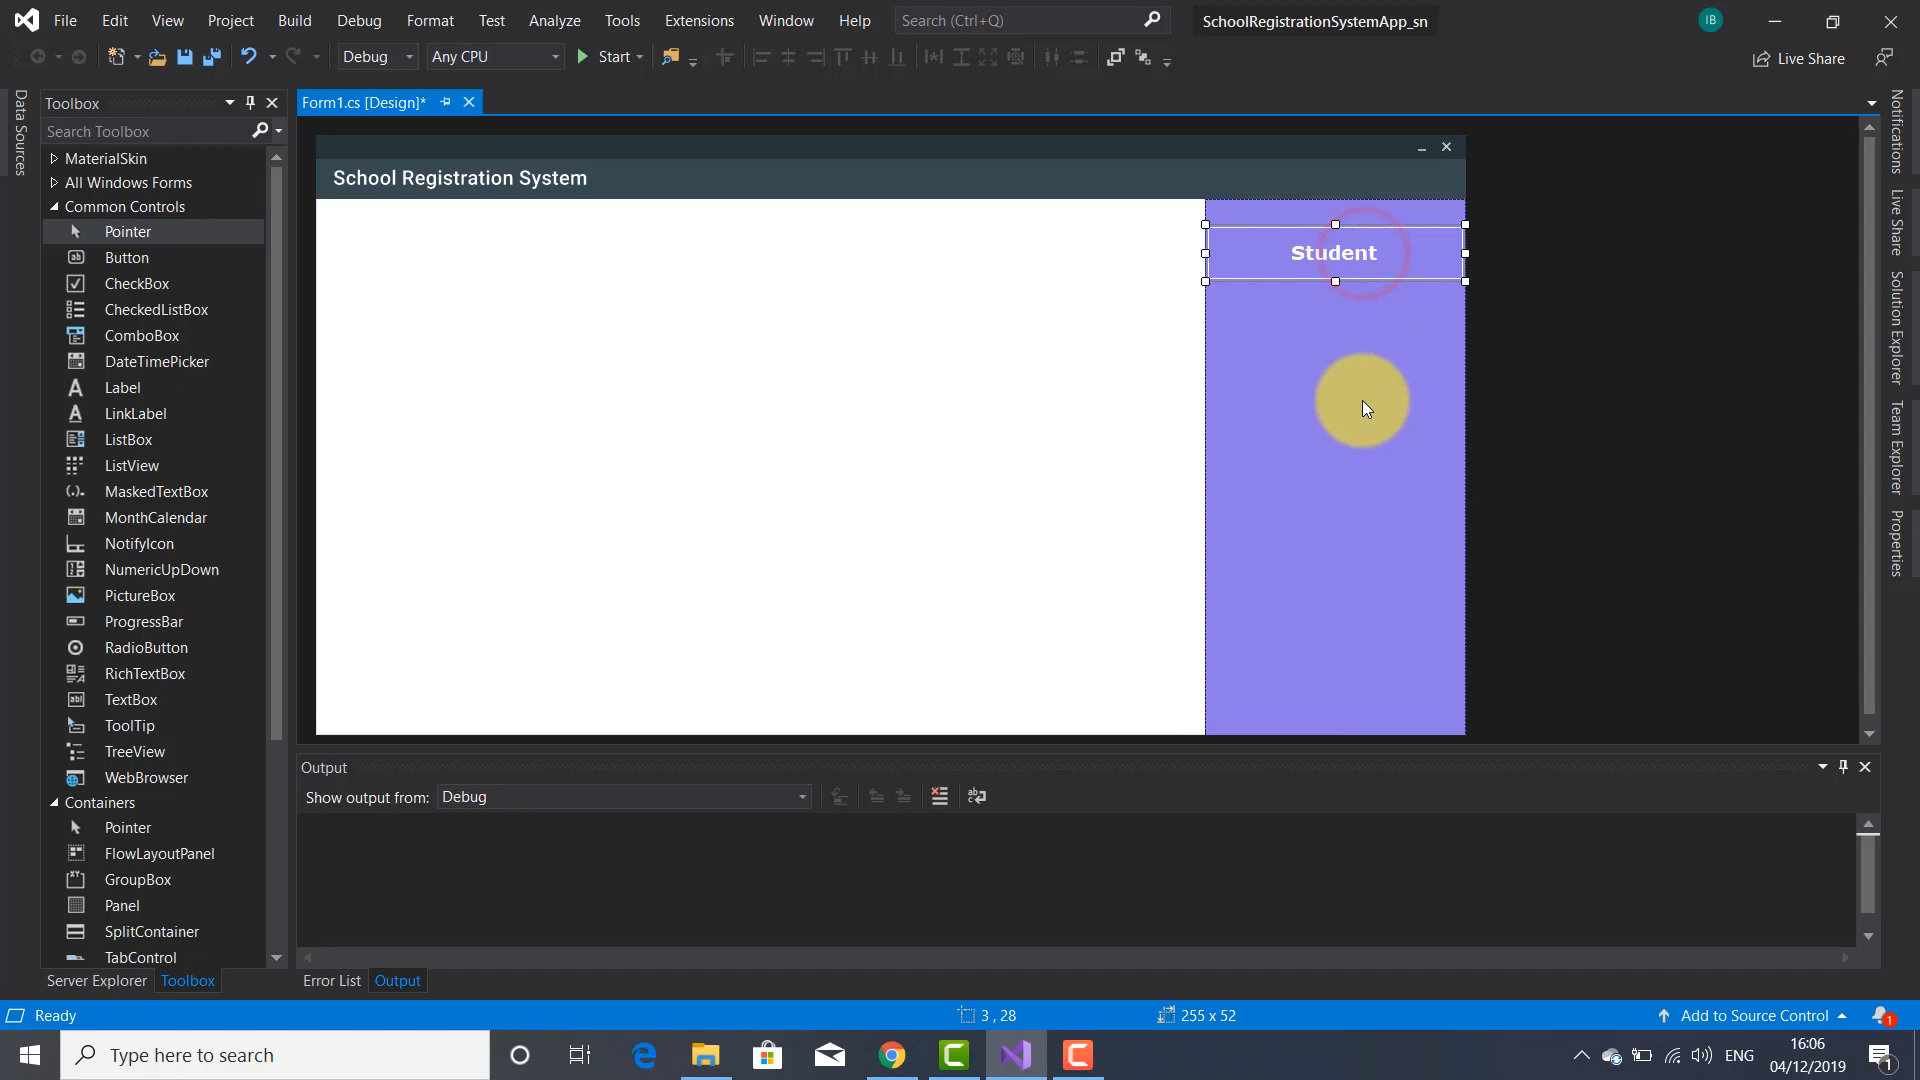 File Edit View Project Build Debug Format Test Analyze Tools Extensions Window Help Search (Ctrl+Q) SchoolRegistrationSystemApp_sn IB
Debug Any CPU Start Live Share
Data Sources
Toolbox
Search Toolbox
MaterialSkin
All Windows Forms
Common Controls
Pointer
Button
CheckBox
CheckedListBox
ComboBox
DateTimePicker
Label
LinkLabel
ListBox
ListView
MaskedTextBox
MonthCalendar
NotifyIcon
NumericUpDown
PictureBox
ProgressBar
RadioButton
RichTextBox
TextBox
ToolTip
TreeView
WebBrowser
Containers
Pointer
FlowLayoutPanel
GroupBox
Panel
SplitContainer
TabControl
Server Explorer Toolbox
Form1.cs [Design]*
School Registration System
Student
Output
Show output from: Debug
Error List Output
Notifications
Live Share
Solution Explorer
Team Explorer
Properties
Ready 3 , 28 255 x 52 Add to Source Control 1
Type here to search
ENG
16:06
04/12/2019
1